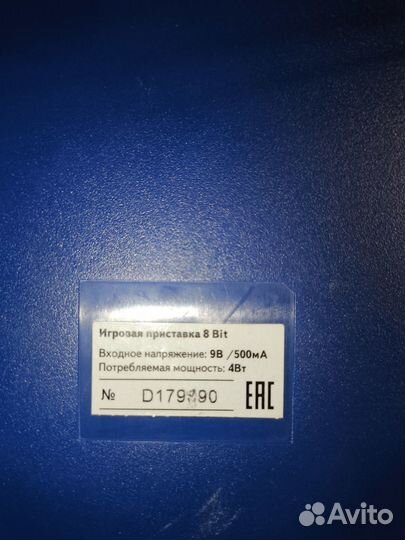 Игровая приставка 8 Bit
Входное напряжение: 9В /500мА
Потребляемая мощность: 4Вт
№
EAC
Avito